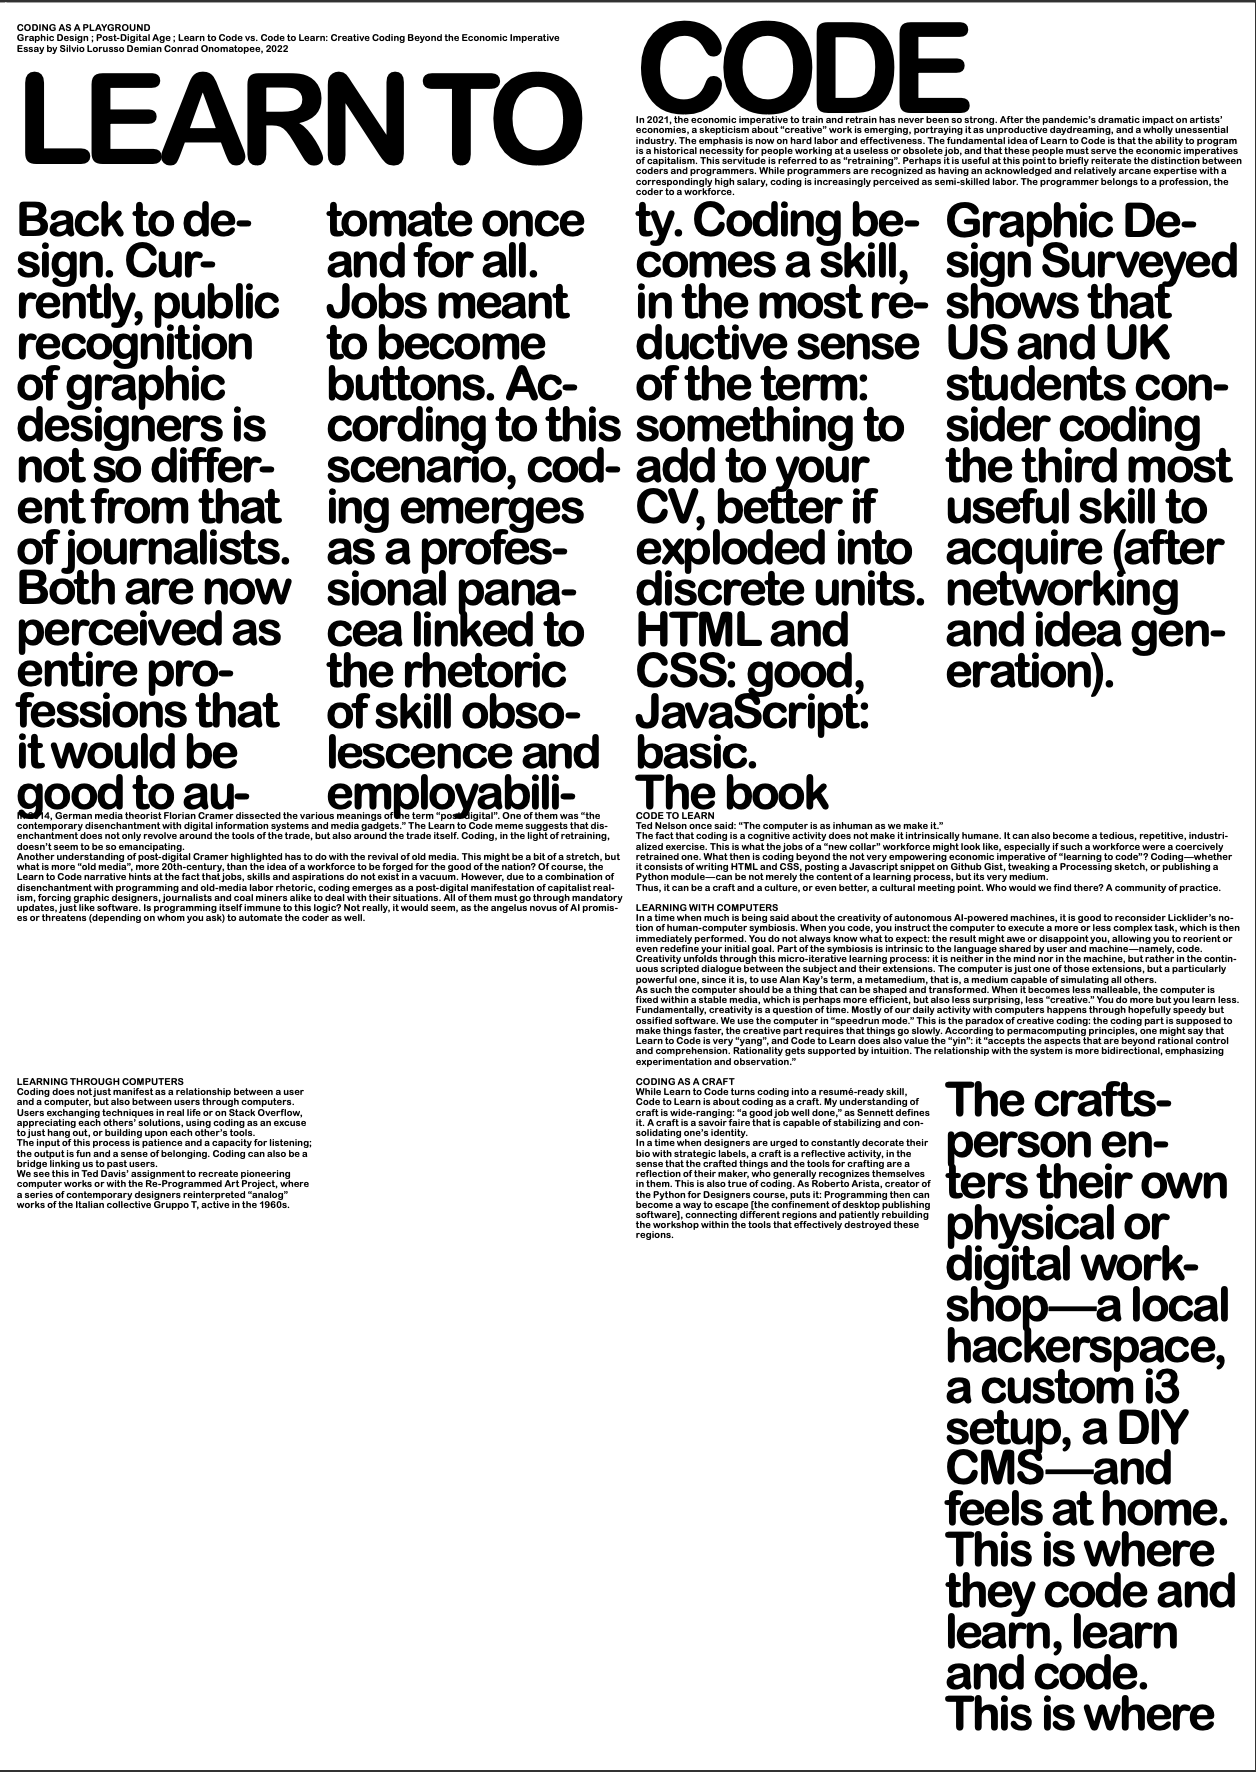 CODING AS A PLAYGROUND
Graphic Design ; Post-Digital Age ; Learn to Code vs. Code to Learn: Creative Coding Beyond the Economic Imperative
Essay by Silvio Lorusso Demian Conrad Onomatopee, 2022
LEARN TO
CODE
In 2021, the economic imperative to train and retrain has never been so strong. After the pandemic's dramatic impact on artists'
economies, a skepticism about “creative” work is emerging, portraying it as unproductive daydreaming, and a wholly unessential
industry. The emphasis is now on hard labor and effectiveness. The fundamental idea of Learn to Code is that the ability to program
is a historical necessity for people working at a useless or obsolete job, and that these people must serve the economic imperatives
of capitalism. This servitude is referred to as “retraining”. Perhaps it is useful at this point to briefly reiterate the distinction between
coders and programmers. While programmers are recognized as having an acknowledged and relatively arcane expertise with a
correspondingly high salary, coding is increasingly perceived as semi-skilled labor. The programmer belongs to a profession, the
coder to a workforce.
Back to de-
sign. Cur-
rently, public
recognition
of graphic
designers is
not so differ-
ent from that
of journalists.
Both are now
perceived as
entire pro-
fessions that
it would be
good to au-
tomate once
and for all.
Jobs meant
to become
buttons. Ac-
cording to this
scenario, cod-
ing emerges
as a profes-
sional pana-
cea linked to
the rhetoric
of skill obso-
lescence and
employabili-
ty. Coding be-
comes a skill,
in the most re-
ductive sense
of the term:
something to
add to your
CV, better if
exploded into
discrete units.
HTML and
CSS: good,
JavaScript:
basic.
The book
Graphic De-
sign Surveyed
shows that
US and UK
students con-
sider coding
the third most
useful skill to
acquire (after
networking
and idea gen-
eration).
German media theorist Florian Cramer dissected the various meanings of the term “post-digital”. One of them was “the
contemporary disenchantment with digital information systems and media gadgets.” The Learn to Code meme suggests that dis-
enchantment does not only revolve around the tools of the trade, but also around the trade itself. Coding, in the light of retraining,
doesn't seem to be so emancipating.
Another understanding of post-digital Cramer highlighted has to do with the revival of old media. This might be a bit of a stretch, but
what is more “old media”, more 20th-century, than the idea of a workforce to be forged for the good of the nation? Of course, the
Learn to Code narrative hints at the fact that jobs, skills and aspirations do not exist in a vacuum. However, due to a combination of
disenchantment with programming and old-media labor rhetoric, coding emerges as a post-digital manifestation of capitalist real-
ism, forcing graphic designers, journalists and coal miners alike to deal with their situations. All of them must go through mandatory
updates, just like software. Is programming itself immune to this logic? Not really, it would seem, as the angelus novus of AI promis-
es or threatens (depending on whom you ask) to automate the coder as well.
CODE TO LEARN
Ted Nelson once said: “The computer is as inhuman as we make it.”
The fact that coding is a cognitive activity does not make it intrinsically humane. It can also become a tedious, repetitive, industri-
alized exercise. This is what the jobs of a “new collar” workforce might look like, especially if such a workforce were a coercively
retrained one. What then is coding beyond the not very empowering economic imperative of “learning to code”? Coding—whether
it consists of writing HTML and CSS, posting a Javascript snippet on Github Gist, tweaking a Processing sketch, or publishing a
Python module—can be not merely the content of a learning process, but its very medium.
Thus, it can be a craft and a culture, or even better, a cultural meeting point. Who would we find there? A community of practice.
LEARNING WITH COMPUTERS
In a time when much is being said about the creativity of autonomous AI-powered machines, it is good to reconsider Licklider's no-
tion of human-computer symbiosis. When you code, you instruct the computer to execute a more or less complex task, which is then
immediately performed. You do not always know what to expect: the result might awe or disappoint you, allowing you to reorient or
even redefine your initial goal. Part of the symbiosis is intrinsic to the language shared by user and machine—namely, code.
Creativity unfolds through this micro-iterative learning process: it is neither in the mind nor in the machine, but rather in the contin-
uous scripted dialogue between the subject and their extensions. The computer is just one of those extensions, but a particularly
powerful one, since it is, to use Alan Kay's term, a metamedium, that is, a medium capable of simulating all others.
As such the computer should be a thing that can be shaped and transformed. When it becomes less malleable, the computer is
fixed within a stable media, which is perhaps more efficient, but also less surprising, less “creative.” You do more but you learn less.
Fundamentally, creativity is a question of time. Mostly of our daily activity with computers happens through hopefully speedy but
ossified software. We use the computer in “speedrun mode.” This is the paradox of creative coding: the coding part is supposed to
make things faster, the creative part requires that things go slowly. According to permacomputing principles, one might say that
Learn to Code is very “yang”, and Code to Learn does also value the “yin”: it “accepts the aspects that are beyond rational control
and comprehension. Rationality gets supported by intuition. The relationship with the system is more bidirectional, emphasizing
experimentation and observation.”
LEARNING THROUGH COMPUTERS
Coding does not just manifest as a relationship between a user
and a computer, but also between users through computers.
Users exchanging techniques in real life or on Stack Overflow,
appreciating each others' solutions, using coding as an excuse
to just hang out, or building upon each other's tools.
The input of this process is patience and a capacity for listening;
the output is fun and a sense of belonging. Coding can also be a
bridge linking us to past users.
We see this in Ted Davis' assignment to recreate pioneering
computer works or with the Re-Programmed Art Project, where
a series of contemporary designers reinterpreted “analog”
works of the Italian collective Gruppo T, active in the 1960s.
CODING AS A CRAFT
While Learn to Code turns coding into a resumé-ready skill,
Code to Learn is about coding as a craft. My understanding of
craft is wide-ranging: “a good job well done,” as Sennett defines
it. A craft is a savoir faire that is capable of stabilizing and con-
solidating one's identity.
In a time when designers are urged to constantly decorate their
bio with strategic labels, a craft is a reflective activity, in the
sense that the crafted things and the tools for crafting are a
reflection of their maker, who generally recognizes themselves
in them. This is also true of coding. As Roberto Arista, creator of
the Python for Designers course, puts it: Programming then can
become a way to escape [the confinement of desktop publishing
software], connecting different regions and patiently rebuilding
the workshop within the tools that effectively destroyed these
regions.
The crafts-
person en-
ters their own
physical or
digital work-
shop—a local
hackerspace,
a custom i3
setup, a DIY
CMS—and
feels at home.
This is where
they code and
learn, learn
and code.
This is where